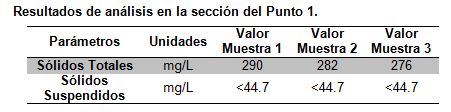 Resultados de análisis en la sección del Punto 1.
Parámetros Unidades Valor Muestra 1 Valor Muestra 2 Valor Muestra 3
Sólidos Totales mg/L 290 282 276
Sólidos Suspendidos mg/L <44.7 <44.7 <44.7